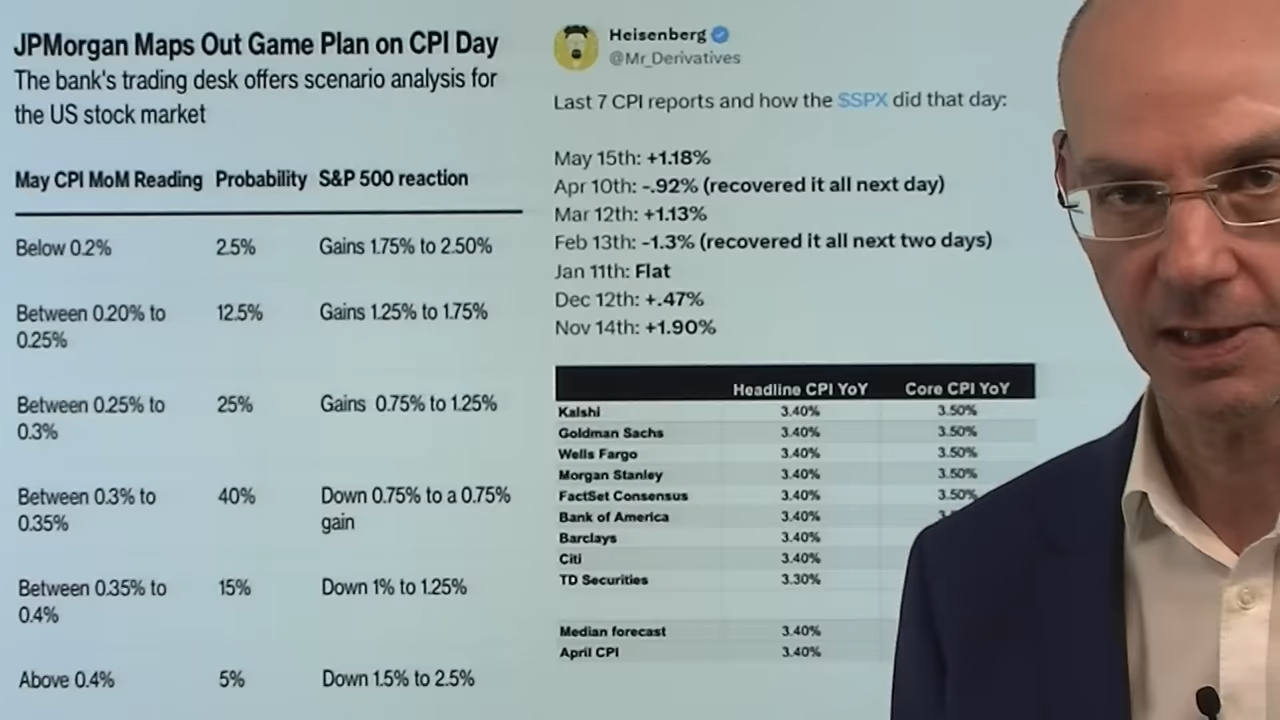 JPMorgan Maps Out Game Plan on CPI Day
The bank's trading desk offers scenario analysis for
the US stock market
May CPI MoM Reading Probability S&P 500 reaction
Below 0.2% 2.5% Gains 1.75% to 2.50%
Between 0.20% to 12.5% Gains 1.25% to 1.75%
0.25%
Between 0.25% to 25% Gains 0.75% to 1.25%
0.3%
Between 0.3% to 40% Down 0.75% to a 0.75%
0.35% gain
Between 0.35% to 15% Down 1% to 1.25%
0.4%
Above 0.4% 5% Down 1.5% to 2.5%
Heisenberg
@Mr_Derivatives
Last 7 CPI reports and how the $SPX did that day:
May 15th: +1.18%
Apr 10th: -.92% (recovered it all next day)
Mar 12th: +1.13%
Feb 13th: -1.3% (recovered it all next two days)
Jan 11th: Flat
Dec 12th: +.47%
Nov 14th: +1.90%
Headline CPI YoY Core CPI YoY
Kalshi 3.40% 3.50%
Goldman Sachs 3.40% 3.50%
Wells Fargo 3.40% 3.50%
Morgan Stanley 3.40% 3.50%
FactSet Consensus 3.40% 3.50%
Bank of America 3.40%
Barclays 3.40%
Citi 3.40%
TD Securities 3.30%
Median forecast 3.40%
April CPI 3.40%